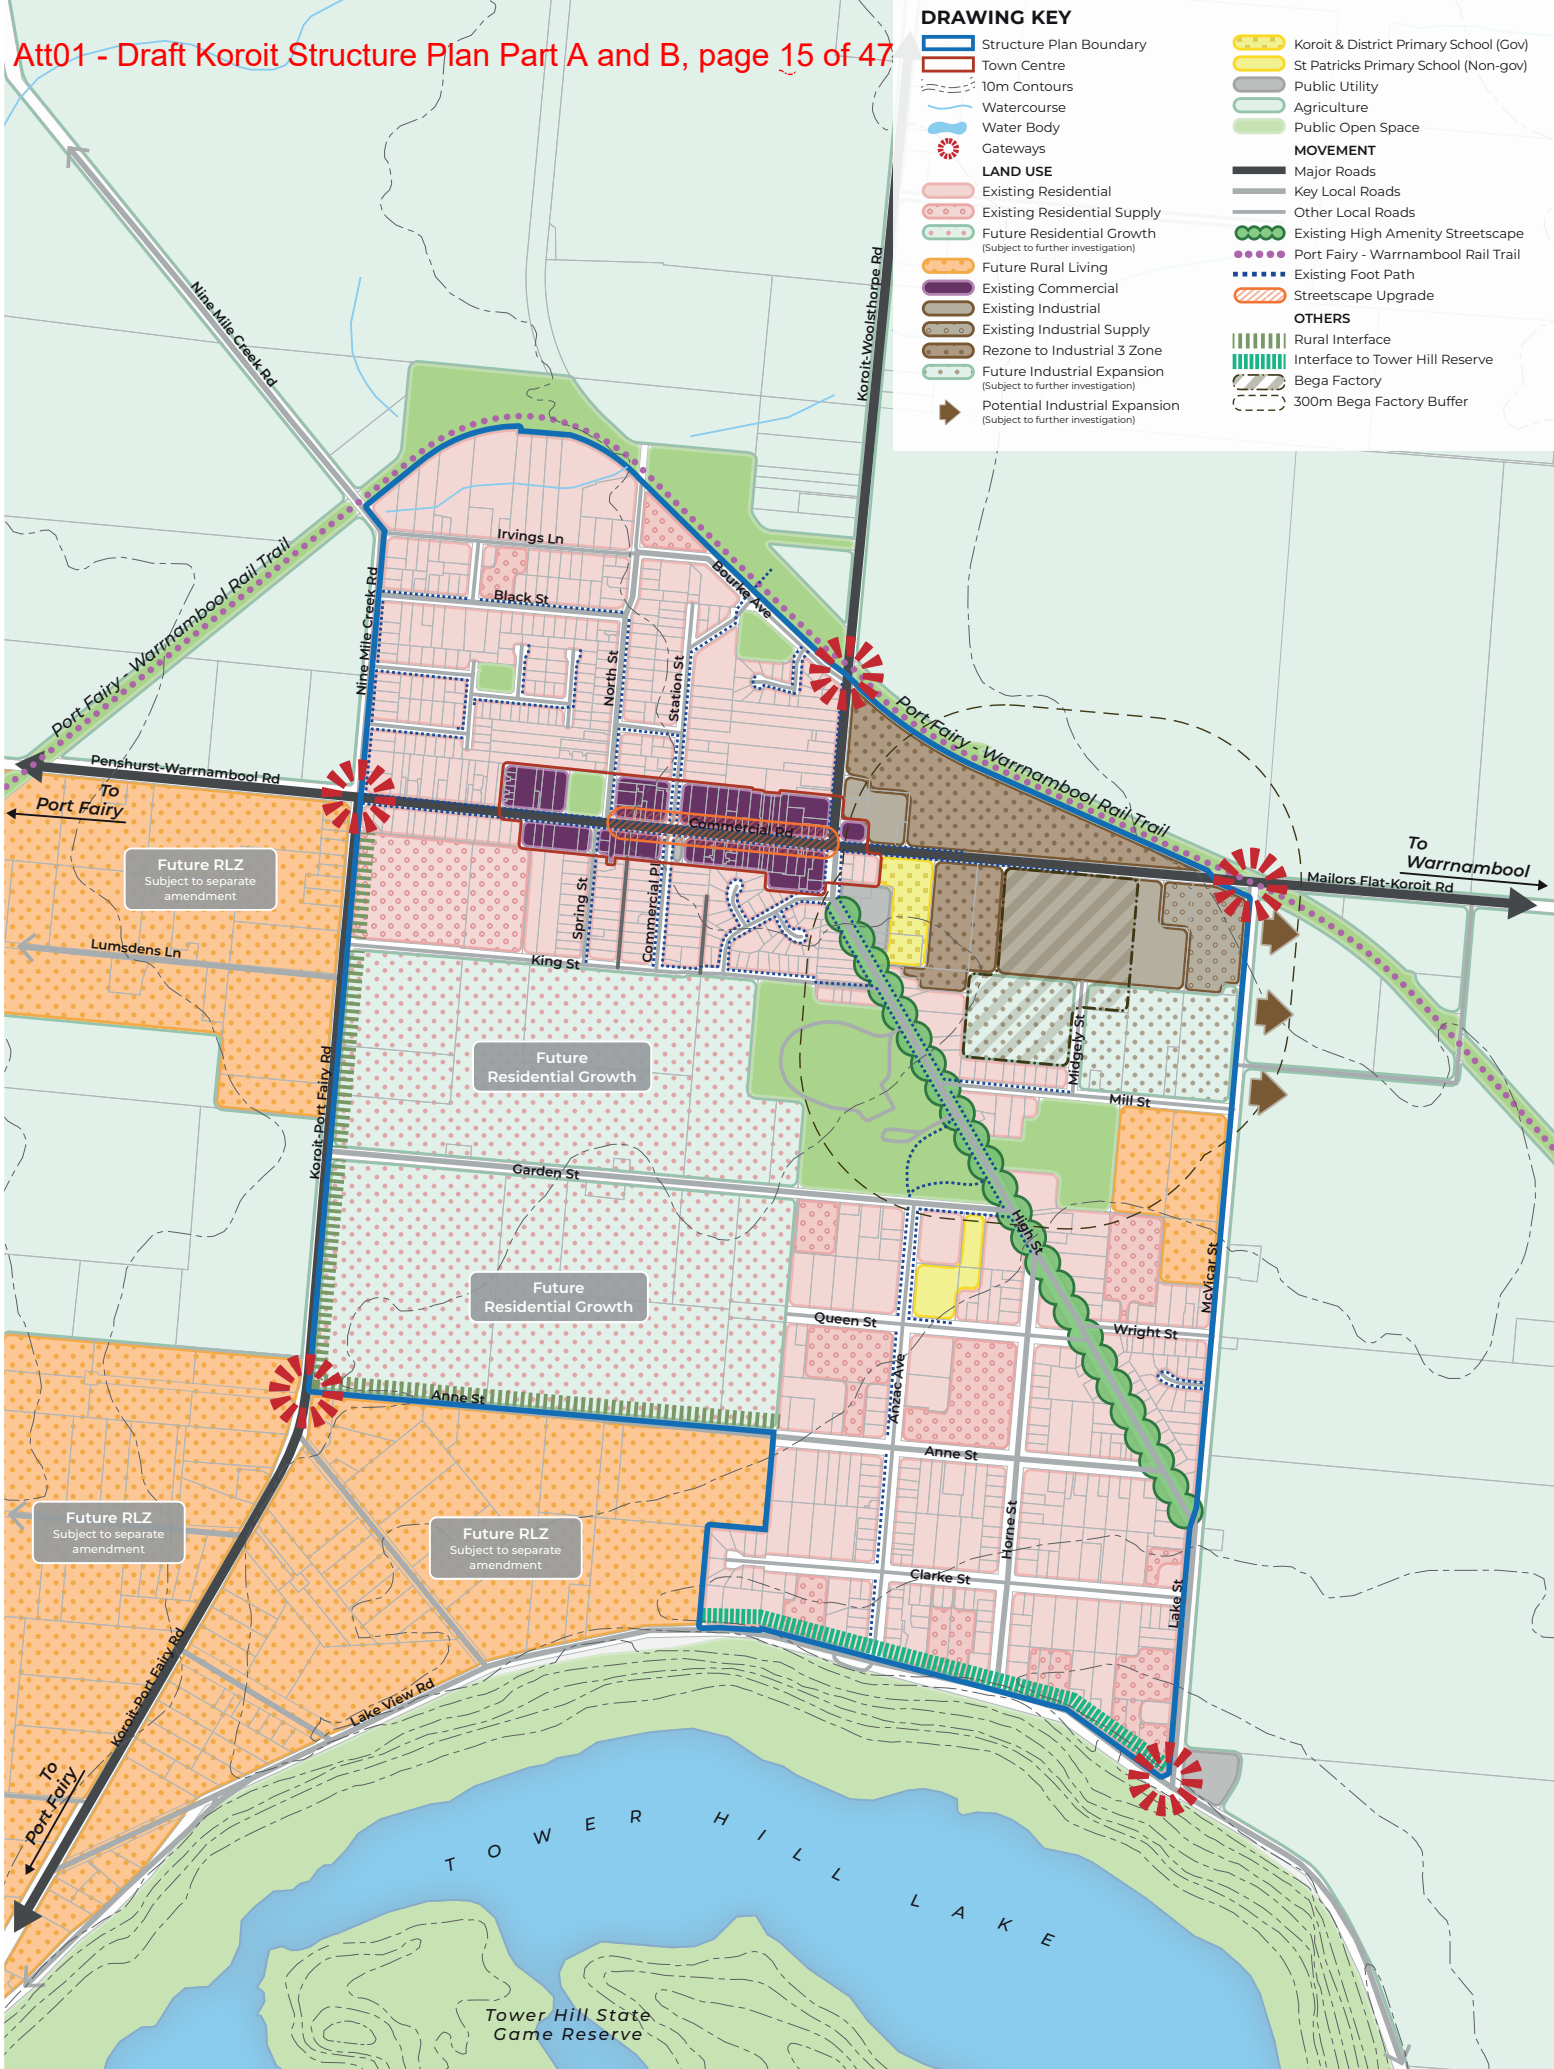 Att01 - Draft Koroit Structure Plan Part A and B, page 15 of 47
DRAWING KEY
Structure Plan Boundary
Town Centre
10m Contours
Watercourse
Water Body
Gateways
LAND USE
Existing Residential
Existing Residential Supply
Future Residential Growth
(Subject to further investigation)
Future Rural Living
Existing Commercial
Existing Industrial
Existing Industrial Supply
Rezone to Industrial 3 Zone
Future Industrial Expansion
(Subject to further investigation)
Potential Industrial Expansion
(Subject to further investigation)
Koroit & District Primary School (Gov)
St Patricks Primary School (Non-gov)
Public Utility
Agriculture
Public Open Space
MOVEMENT
Major Roads
Key Local Roads
Other Local Roads
Existing High Amenity Streetscape
Port Fairy - Warrnambool Rail Trail
Existing Foot Path
Streetscape Upgrade
OTHERS
Rural Interface
Interface to Tower Hill Reserve
Bega Factory
300m Bega Factory Buffer
Nine Mile Creek Rd
Koroit-Woolsthorpe Rd
Irvings Ln
Port Fairy - Warrnambool Rail Trail
Bourke Ave
Black St
Nine Mile Creek Rd
North St
Station St
Port Fairy - Warrnambool Rail Trail
Penshurst-Warrnambool Rd
To
Port Fairy
Commercial Rd
To
Warrnambool
Mailors Flat-Koroit Rd
Future RLZ
Subject to separate
amendment
Spring St
Commercial Pl
Lumsdens Ln
King St
Future
Residential Growth
Midgely St
Koroit-Port Fairy Rd
Mill St
Garden St
High St
McVicar St
Future
Residential Growth
Queen St
Wright St
Anzac Ave
Anne St
Anne St
Horne St
Future RLZ
Subject to separate
amendment
Future RLZ
Subject to separate
amendment
Clarke St
Lake St
Koroit-Port Fairy Rd
Lake View Rd
To
Port Fairy
TOWER HILL LAKE
Tower Hill State
Game Reserve